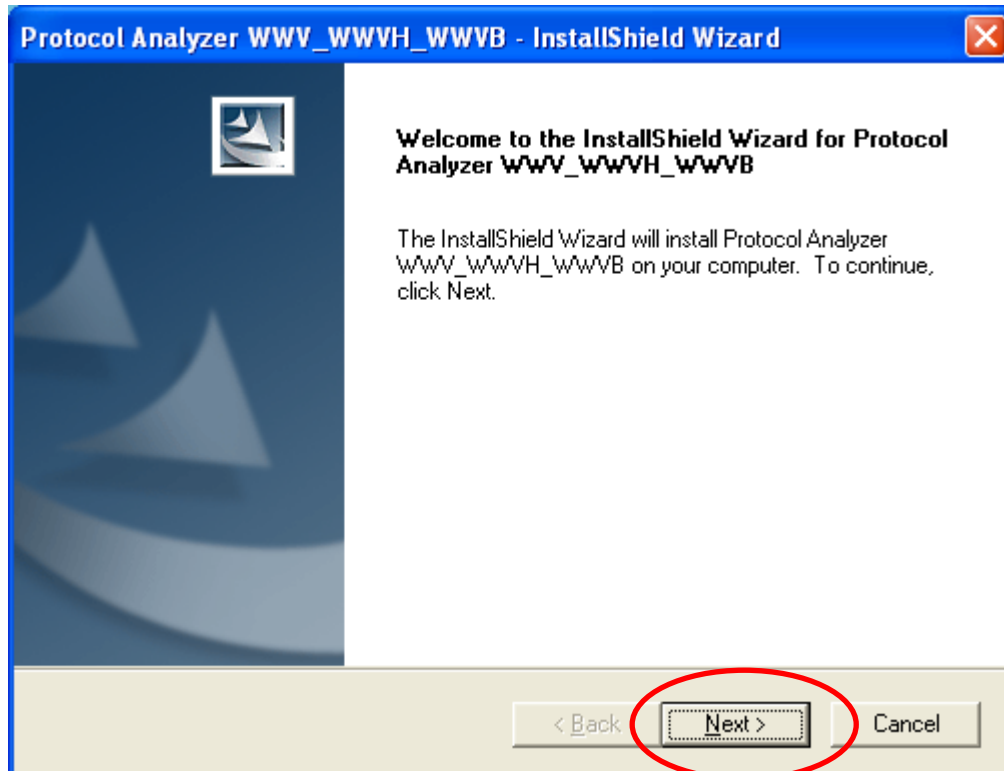 Protocol Analyzer WWV_WWVH_WWVB - InstallShield Wizard
Welcome to the InstallShield Wizard for Protocol
Analyzer WWV_WWVH_WWVB
The InstallShield Wizard will install Protocol Analyzer
WWV_WWVH_WWVB on your computer. To continue,
click Next.
< Back Next > Cancel